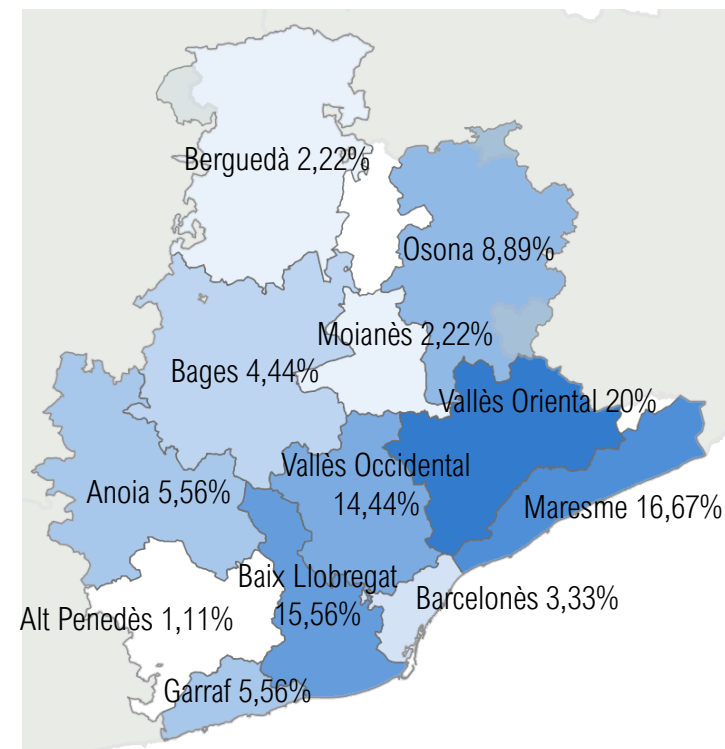 Berguedà 2,22%
Osona 8,89%
Moianès 2,22%
Bages 4,44%
Vallès Oriental 20%
Vallès Occidental
14,44%
Anoia 5,56%
Maresme 16,67%
Baix Llobregat
15,56%
Barcelonès 3,33%
Alt Penedès 1,11%
Garraf 5,56%